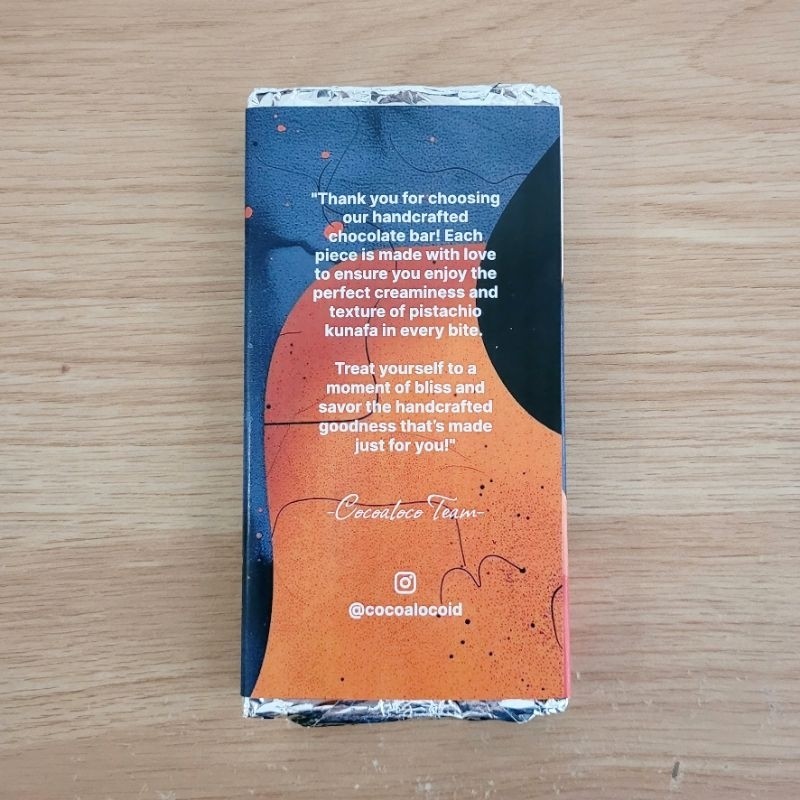 "Thank you for choosing
our handcrafted
chocolate bar! Each
piece is made with love
to ensure you enjoy the
perfect creaminess and
texture of pistachio
kunafa in every bite.
Treat yourself to a
moment of bliss and
savor the handcrafted
goodness that's made
just for you!"
-Cocoaloco Team-
@cocoalocoid